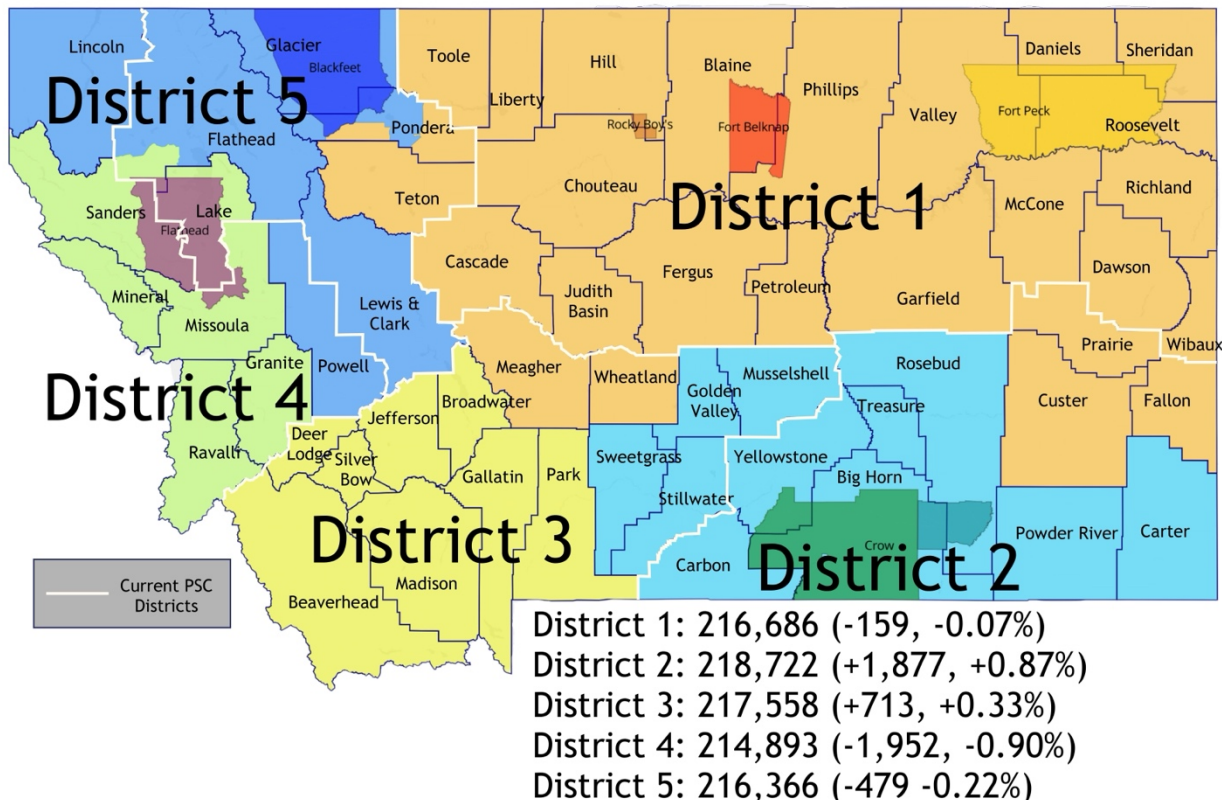 Lincoln
Glacier
Blackfeet
Toole
Hill
Liberty
Blaine
Phillips
Daniels
Sheridan
District 5
Flathead
Pondera
Rocky Boy's
Fort Belknap
Valley
Fort Peck
Roosevelt
Teton
Chouteau
District 1
McCone
Richland
Sanders
Lake
Flathead
Cascade
Judith
Basin
Fergus
Petroleum
Garfield
Dawson
Mineral
Missoula
Lewis &
Clark
Granite
Powell
Meagher
Wheatland
Golden
Valley
Musselshell
Rosebud
Prairie
Wibaux
District 4
Jefferson
Broadwater
Treasure
Custer
Fallon
Ravalli
Deer
Lodge
Silver
Bow
Gallatin
Park
Sweetgrass
Yellowstone
Stillwater
Big Horn
District 3
Carbon
Crow
District 2
Powder River
Carter
Madison
Beaverhead
Current PSC
Districts
District 1: 216,686 (-159, -0.07%)
District 2: 218,722 (+1,877, +0.87%)
District 3: 217,558 (+713, +0.33%)
District 4: 214,893 (-1,952, -0.90%)
District 5: 216,366 (-479 -0.22%)